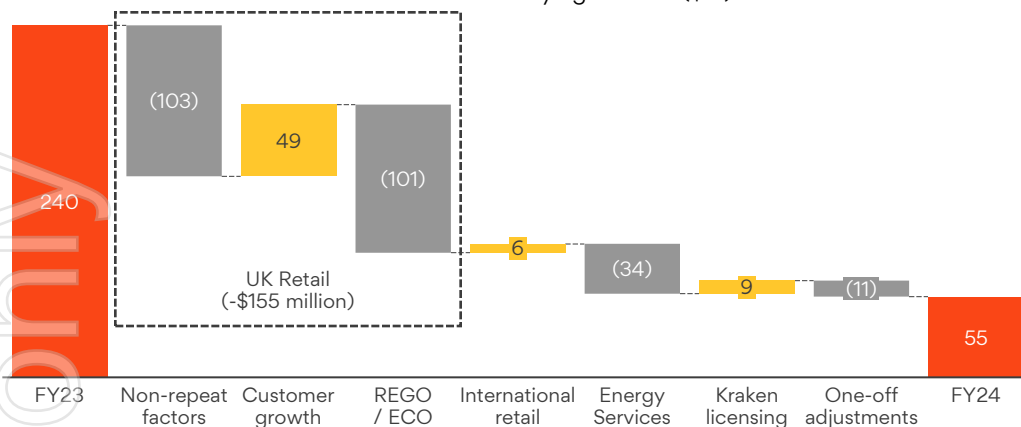 (103)
49
(101)
240
6
(34)
9
(11)
55
UK Retail
(-$155 million)
FY23
Non-repeat
factors
Customer
growth
REGO
/ ECO
International
retail
Energy
Services
Kraken
licensing
One-off
adjustments
FY24
only